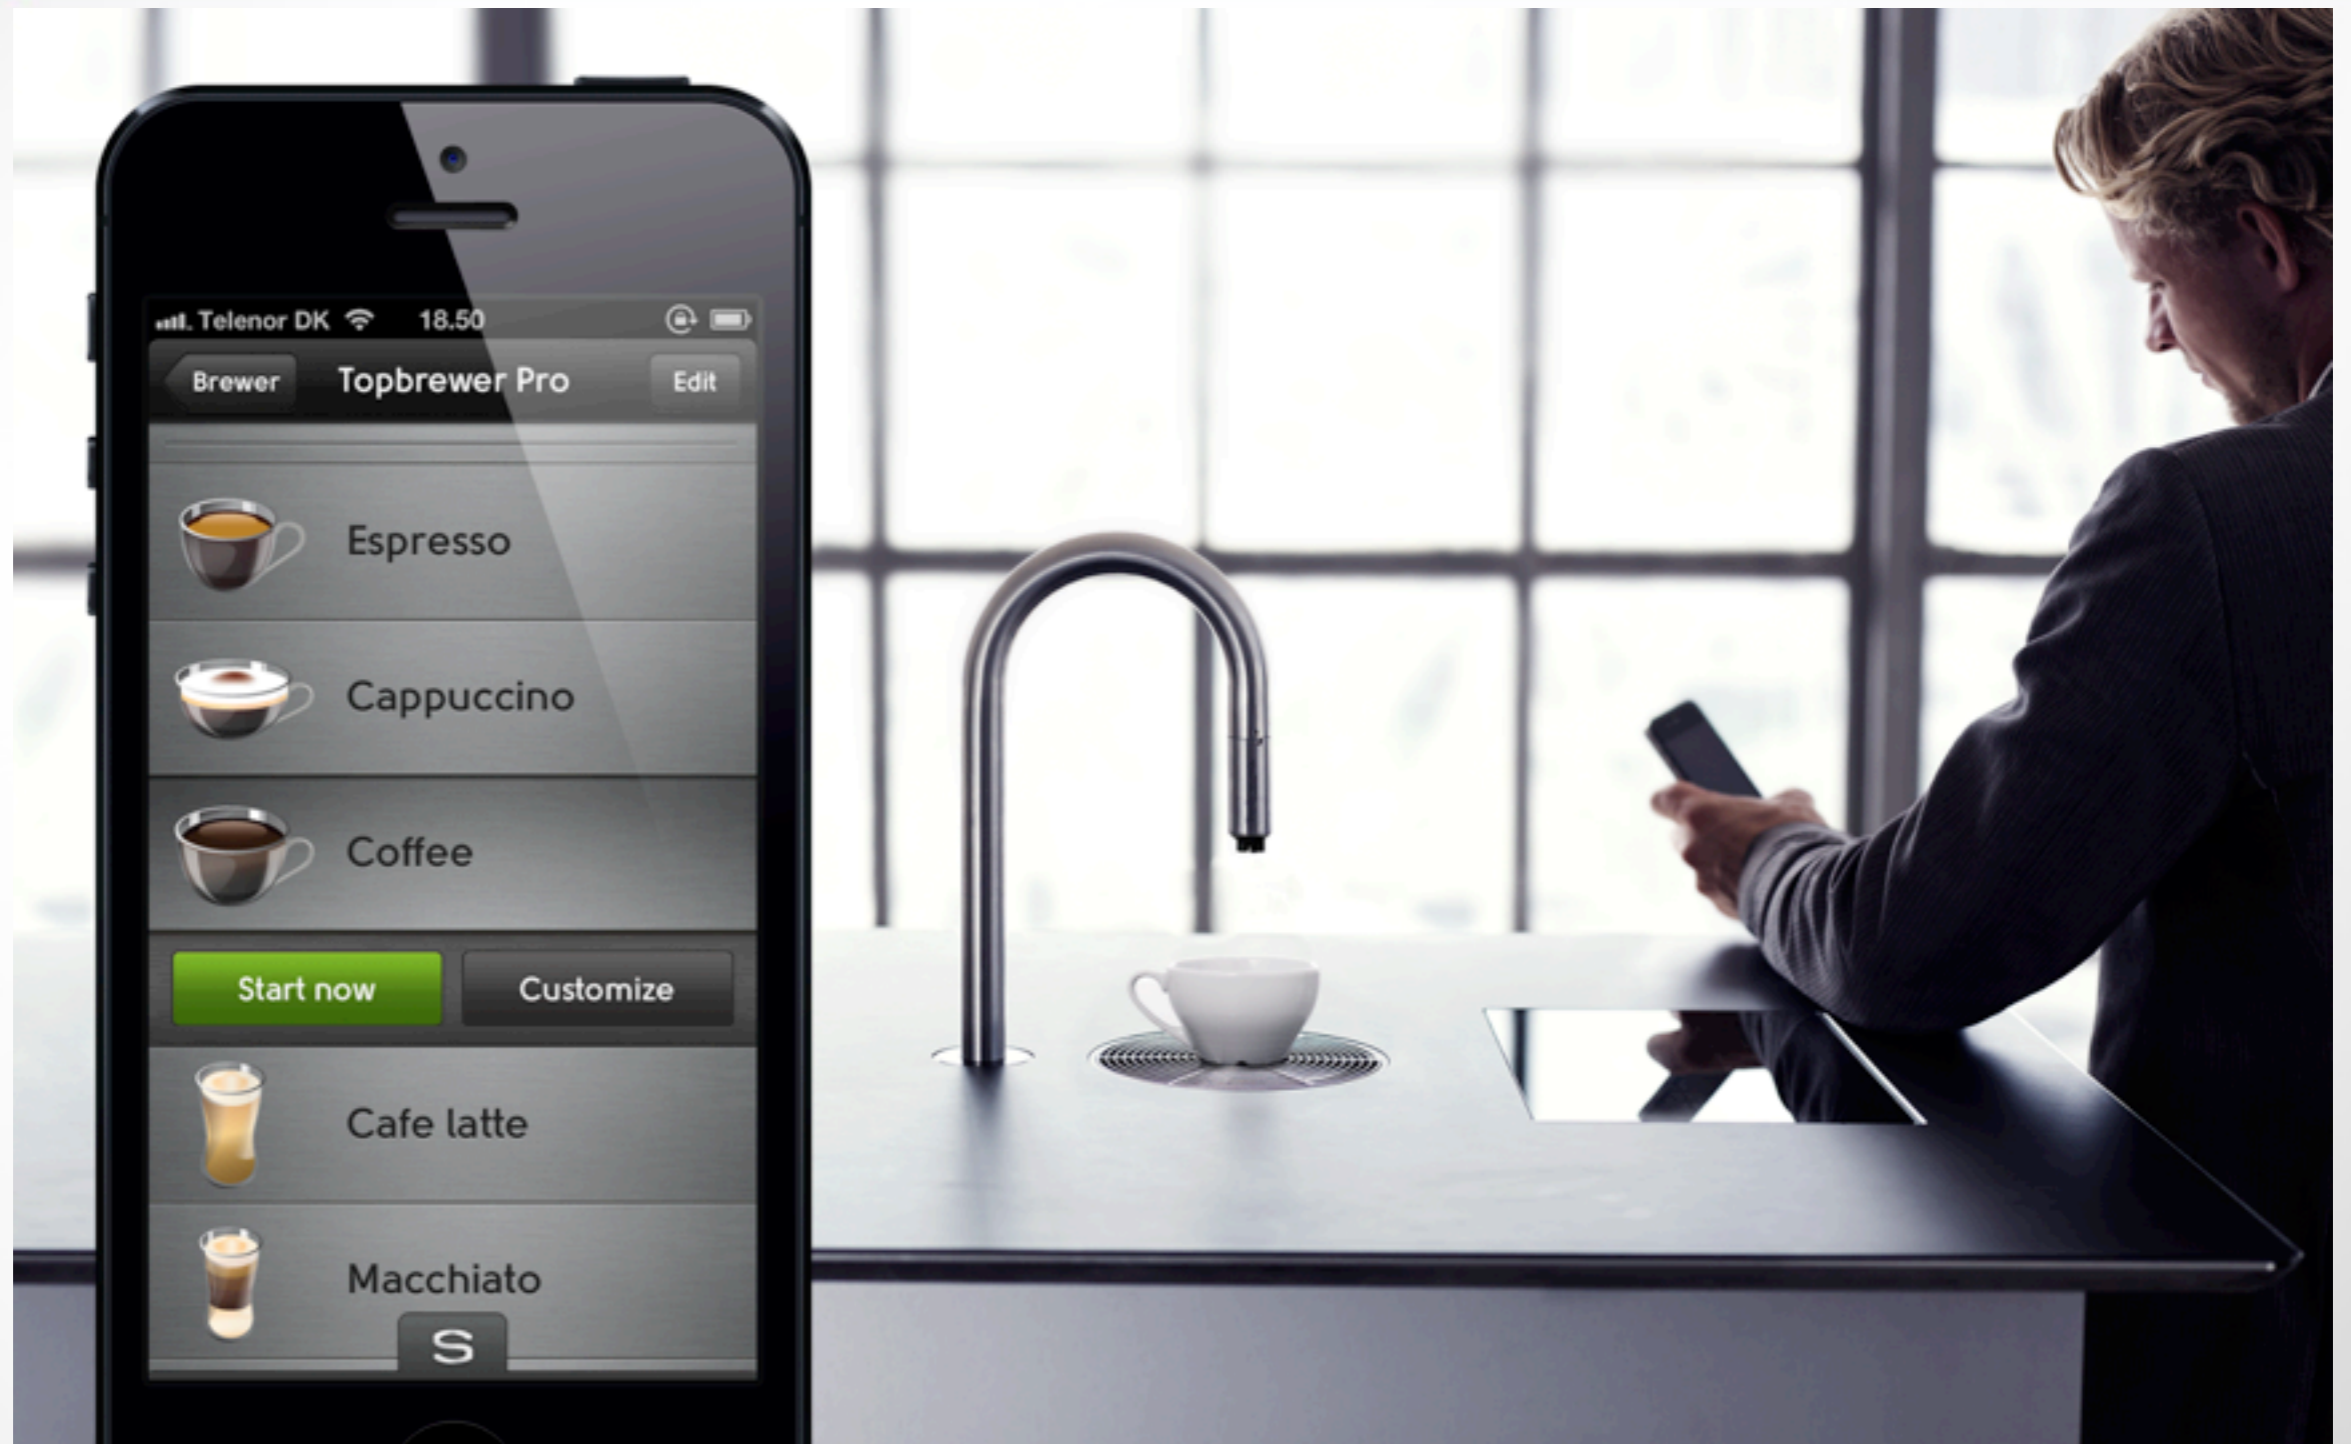 Telenor DK 18.50
Brewer Topbrewer Pro Edit
Espresso
Cappuccino
Coffee
Start now Customize
Cafe latte
Macchiato
S